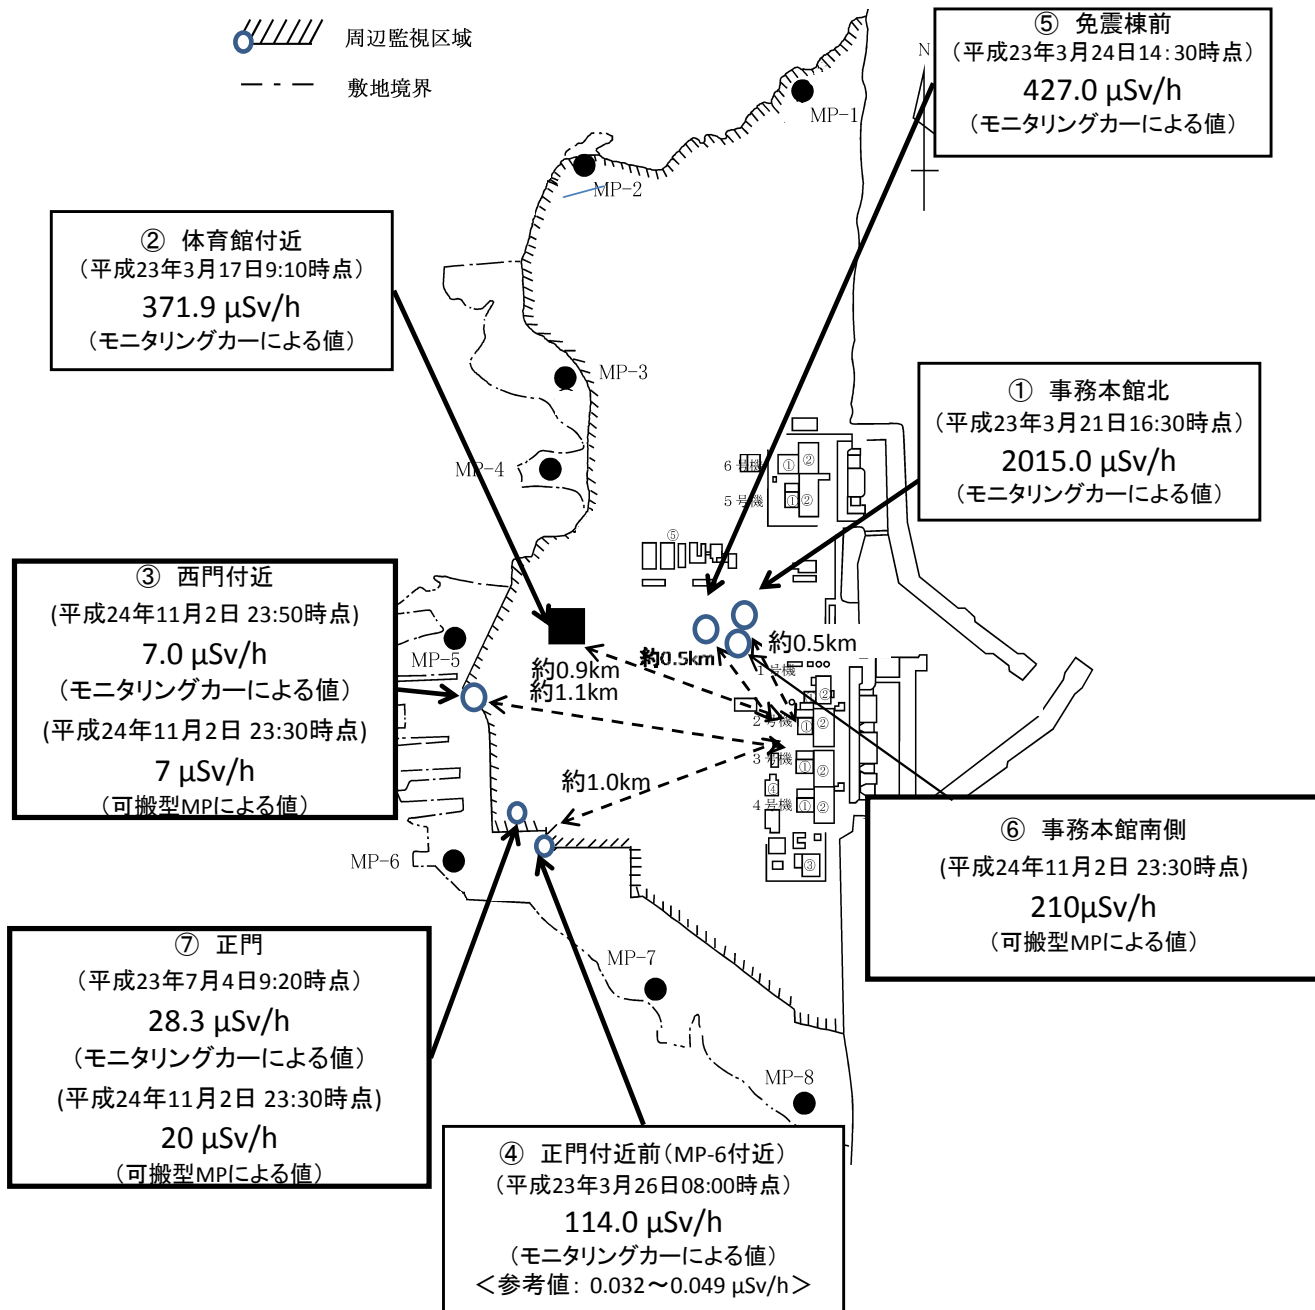 周辺監視区域
敷地境界
⑤ 免震棟前
（平成23年3月24日14:30時点）
427.0 μSv/h
（モニタリングカーによる値）
N
MP-1
MP-2
② 体育館付近
（平成23年3月17日9:10時点）
371.9 μSv/h
（モニタリングカーによる値）
MP-3
① 事務本館北
（平成23年3月21日16:30時点）
2015.0 μSv/h
（モニタリングカーによる値）
MP-4
6号機
①
②
5号機
①
②
⑤
③ 西門付近
(平成24年11月2日 23:50時点)
7.0 μSv/h
（モニタリングカーによる値）
(平成24年11月2日 23:30時点)
7 μSv/h
（可搬型MPによる値）
MP-5
約0.9km
約1.1km
約0.5km
約0.5km
1号機
②
2号機
①
②
3号機
①
②
④
4号機
①
②
③
約1.0km
MP-6
⑥ 事務本館南側
(平成24年11月2日 23:30時点)
210μSv/h
（可搬型MPによる値）
⑦ 正門
（平成23年7月4日9:20時点）
28.3 μSv/h
（モニタリングカーによる値）
(平成24年11月2日 23:30時点)
20 μSv/h
（可搬型MPによる値）
MP-7
MP-8
④ 正門付近前（MP-6付近）
（平成23年3月26日08:00時点）
114.0 μSv/h
（モニタリングカーによる値）
＜参考値： 0.032～0.049 μSv/h＞